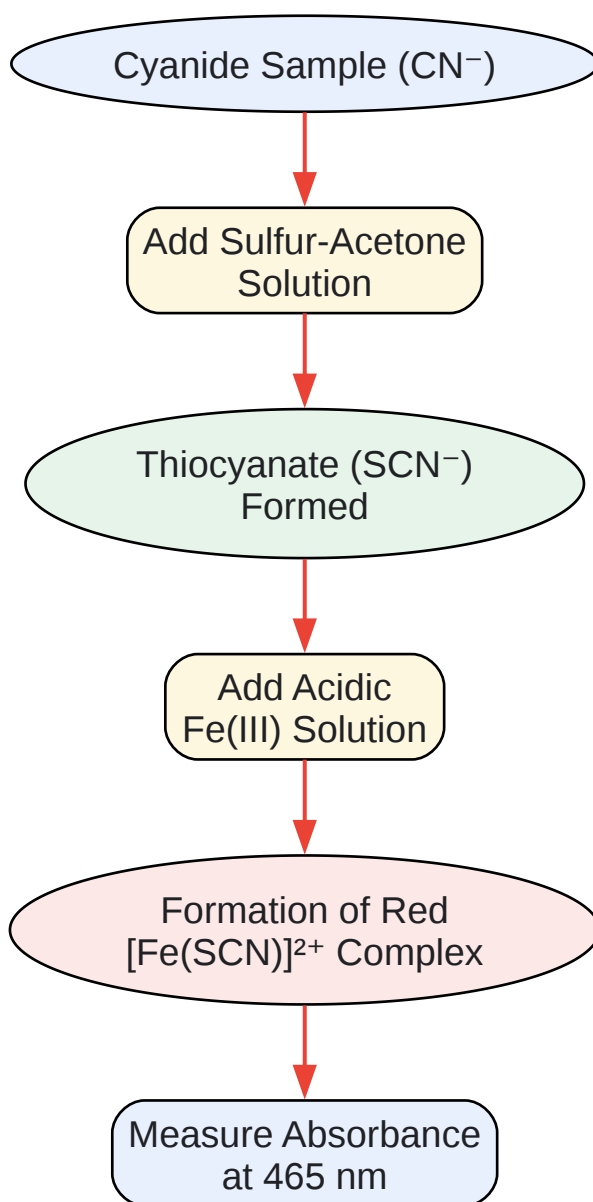 Cyanide Sample (CN⁻)
Add Sulfur-Acetone
Solution
Thiocyanate (SCN⁻)
Formed
Add Acidic
Fe(III) Solution
Formation of Red
[Fe(SCN)]²⁺ Complex
Measure Absorbance
at 465 nm